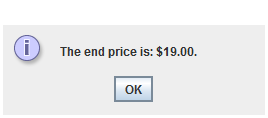 The end price is: $19.00.
OK